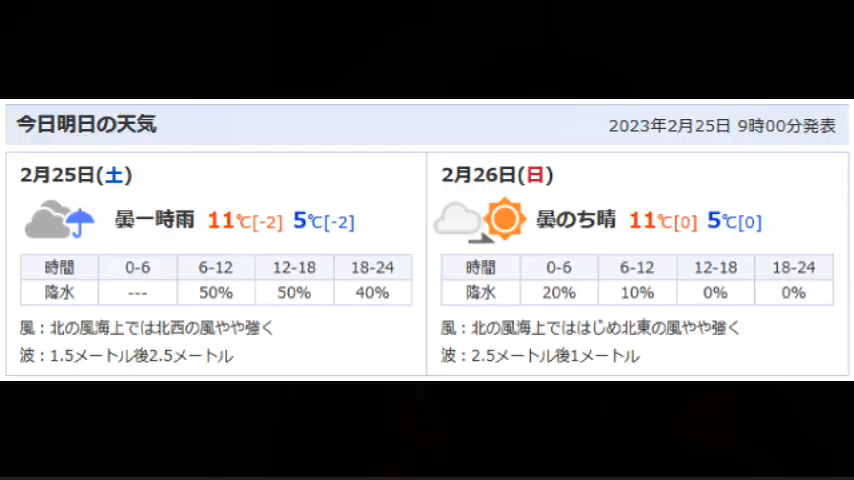 今日明日の天気 2023年2月25日 9時00分発表
2月25日(土)
曇一時雨 11℃[-2] 5℃[-2]
時間 0-6 6-12 12-18 18-24
降水 --- 50% 50% 40%
風：北の風海上では北西の風やや強く
波：1.5メートル後2.5メートル
2月26日(日)
曇のち晴 11℃[0] 5℃[0]
時間 0-6 6-12 12-18 18-24
降水 20% 10% 0% 0%
風：北の風海上でははじめ北東の風やや強く
波：2.5メートル後1メートル